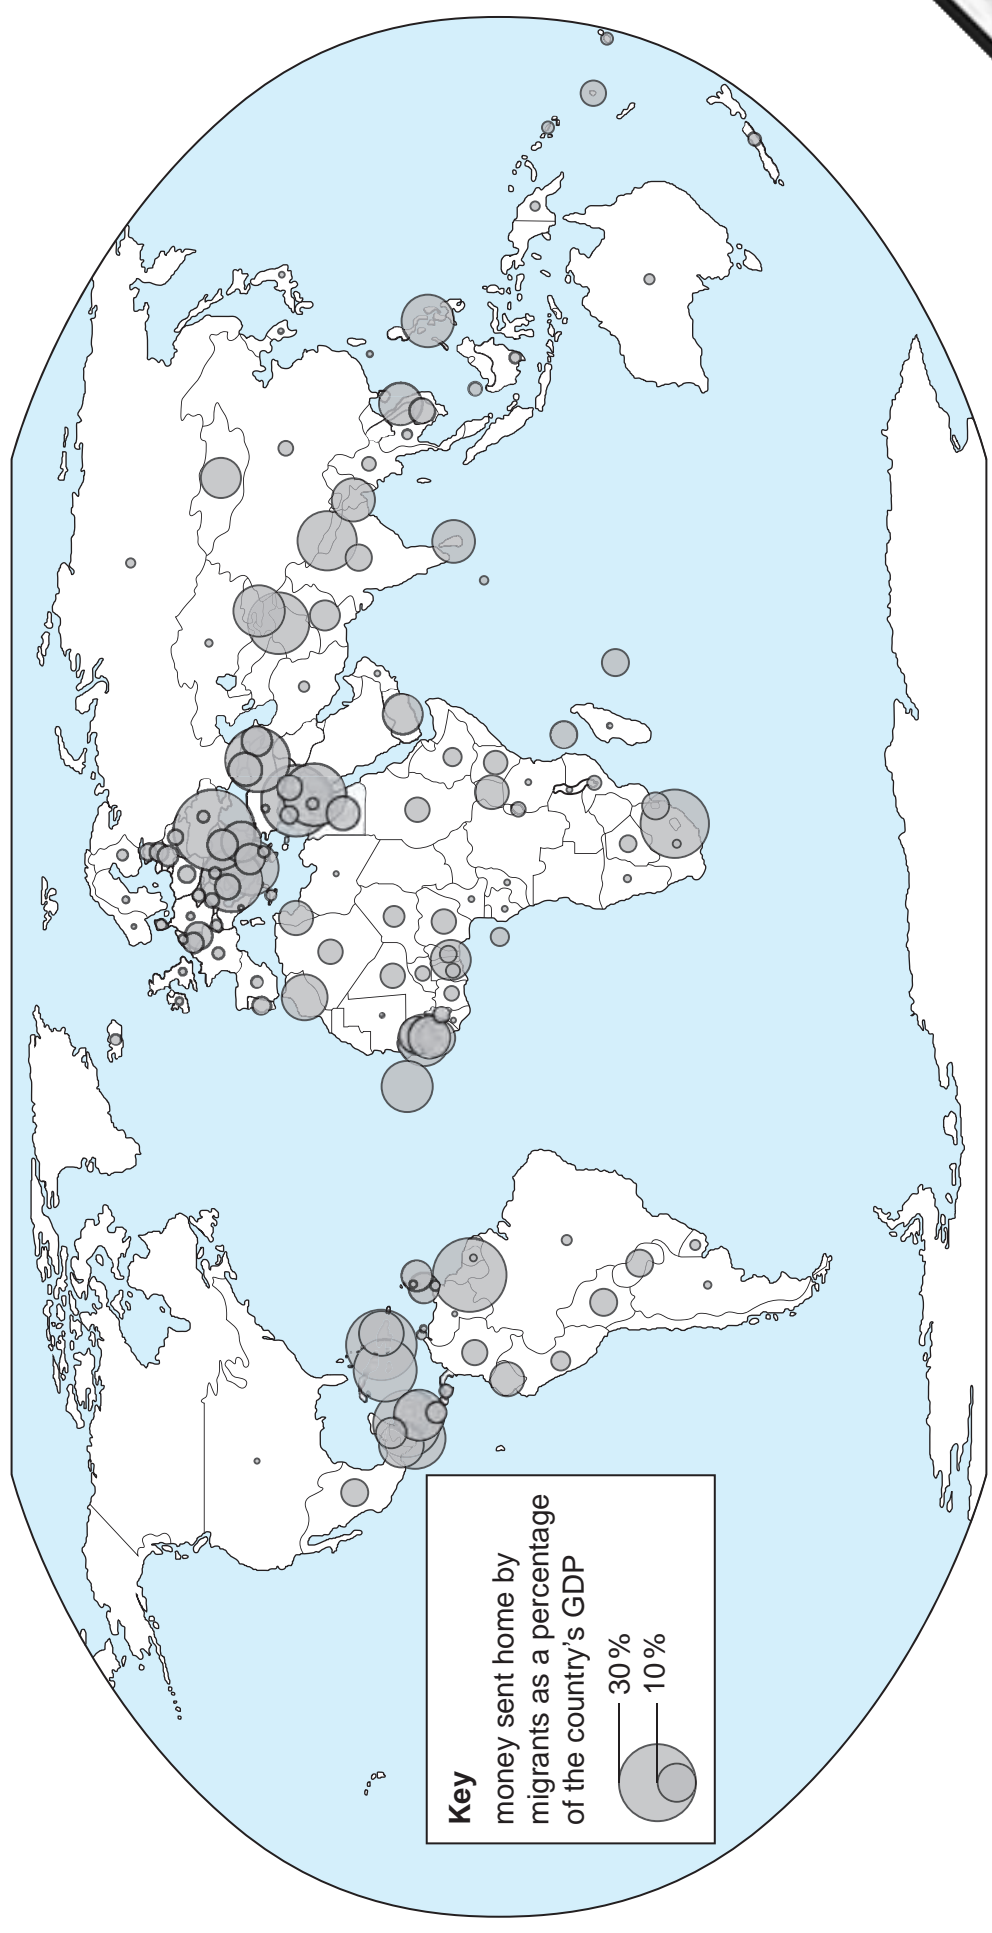 Key
money sent home by
migrants as a percentage
of the country's GDP
30%
10%